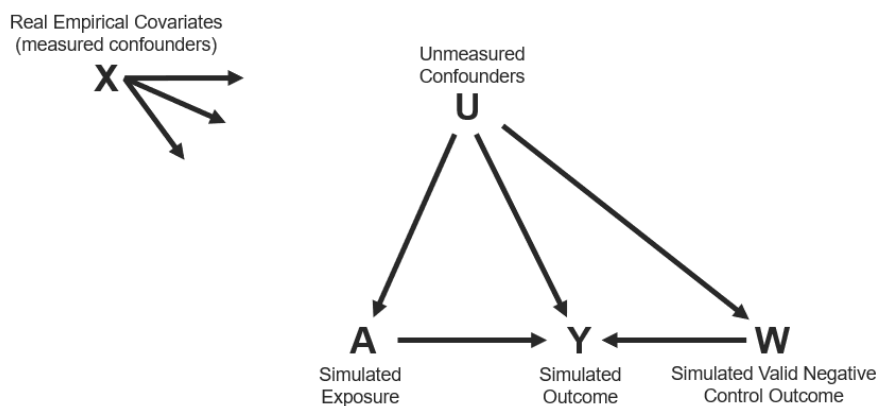 Real Empirical Covariates
(measured confounders)
X
Unmeasured
Confounders
U
A
Simulated
Exposure
Y
Simulated
Outcome
W
Simulated Valid Negative
Control Outcome